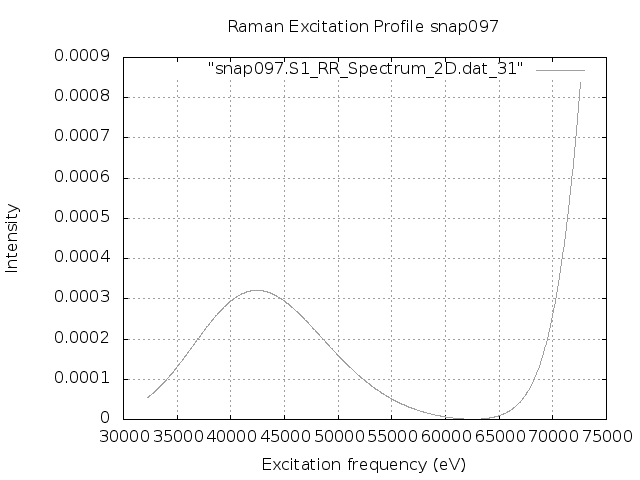 Raman Excitation Profile snap097
"snap097.S1_RR_Spectrum_2D.dat_31"
0.0009
0.0008
0.0007
0.0006
0.0005
0.0004
0.0003
0.0002
0.0001
0
Intensity
30000 35000 40000 45000 50000 55000 60000 65000 70000 75000
Excitation frequency (eV)